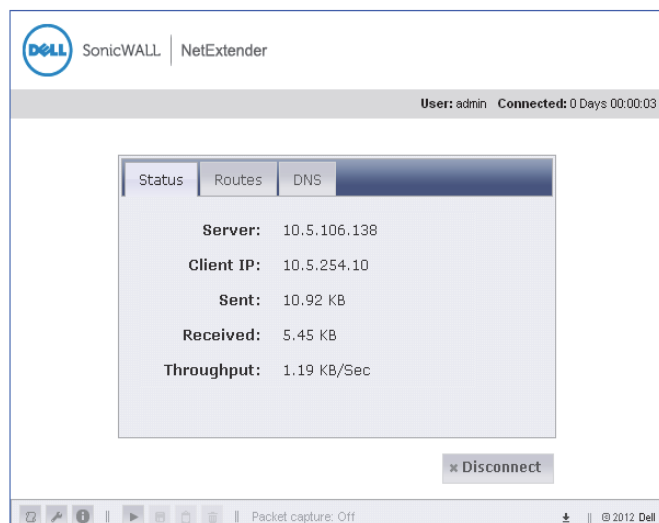 DELL SonicWALL | NetExtender
User: admin Connected: 0 Days 00:00:03
Status Routes DNS
Server: 10.5.106.138
Client IP: 10.5.254.10
Sent: 10.92 KB
Received: 5.45 KB
Throughput: 1.19 KB/Sec
× Disconnect
|| || Packet capture: Off || © 2012 Dell